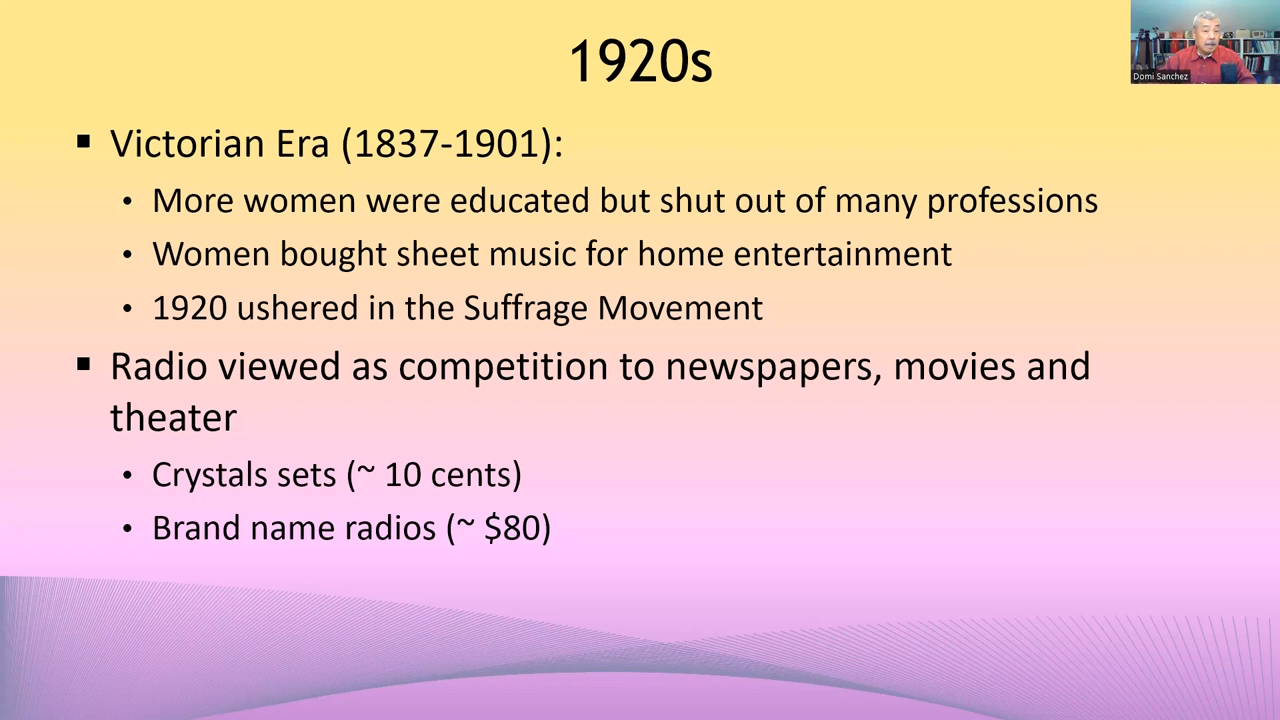 1920s
Domi Sanchez
▪ Victorian Era (1837-1901):
• More women were educated but shut out of many professions
• Women bought sheet music for home entertainment
• 1920 ushered in the Suffrage Movement
▪ Radio viewed as competition to newspapers, movies and
theater
• Crystals sets (~ 10 cents)
• Brand name radios (~ $80)